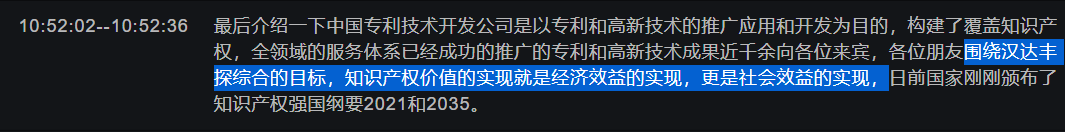 10:52:02--10:52:36 最后介绍一下中国专利技术开发公司是以专利和高新技术的推广应用和开发为目的，构建了覆盖知识产
权，全领域的服务体系已经成功的推广的专利和高新技术成果近千余向各位来宾，各位朋友围绕汉达丰
探综合的目标，知识产权价值的实现就是经济效益的实现，更是社会效益的实现，日前国家刚刚颁布了
知识产权强国纲要2021和2035。